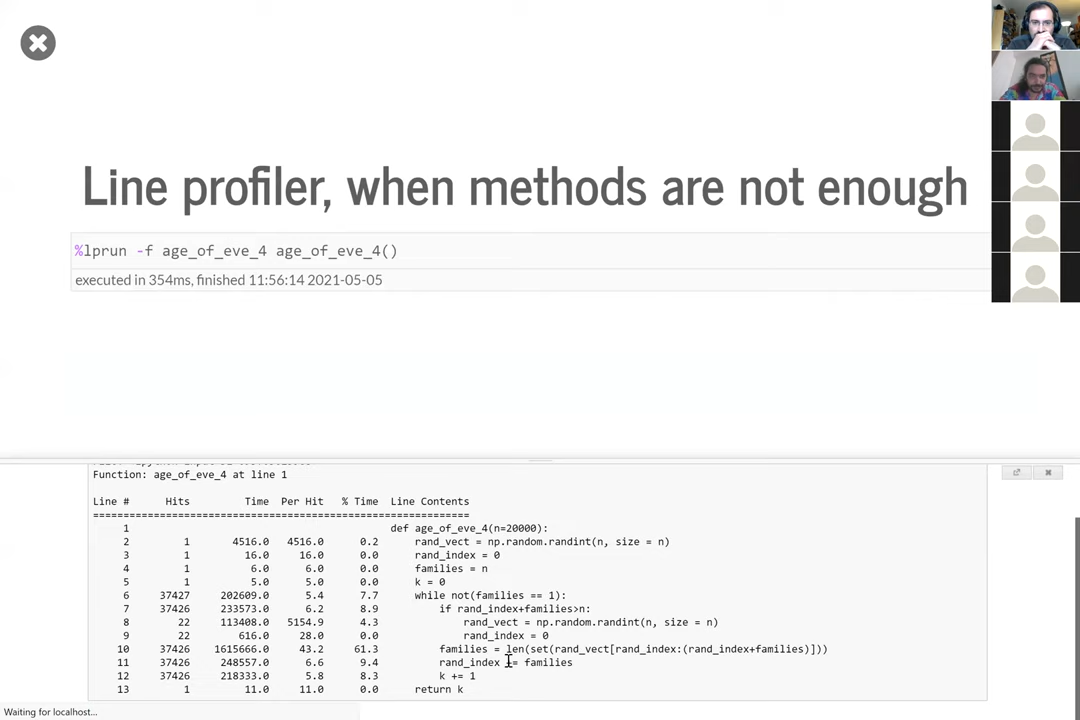 Line profiler, when methods are not enough
%lprun -f age_of_eve_4 age_of_eve_4()
executed in 354ms, finished 11:56:14 2021-05-05
Function: age_of_eve_4 at line 1
Line # Hits Time Per Hit % Time Line Contents
==============================================================
1 def age_of_eve_4(n=20000):
2 1 4516.0 4516.0 0.2 rand_vect = np.random.randint(n, size = n)
3 1 16.0 16.0 0.0 rand_index = 0
4 1 6.0 6.0 0.0 families = n
5 1 5.0 5.0 0.0 k = 0
6 37427 202609.0 5.4 7.7 while not(families == 1):
7 37426 233573.0 6.2 8.9 if rand_index+families>n:
8 22 113408.0 5154.9 4.3 rand_vect = np.random.randint(n, size = n)
9 22 616.0 28.0 0.0 rand_index = 0
10 37426 1615666.0 43.2 61.3 families = len(set(rand_vect[rand_index:(rand_index+families)]))
11 37426 248557.0 6.6 9.4 rand_index += families
12 37426 218333.0 5.8 8.3 k += 1
13 1 11.0 11.0 0.0 return k
Waiting for localhost...